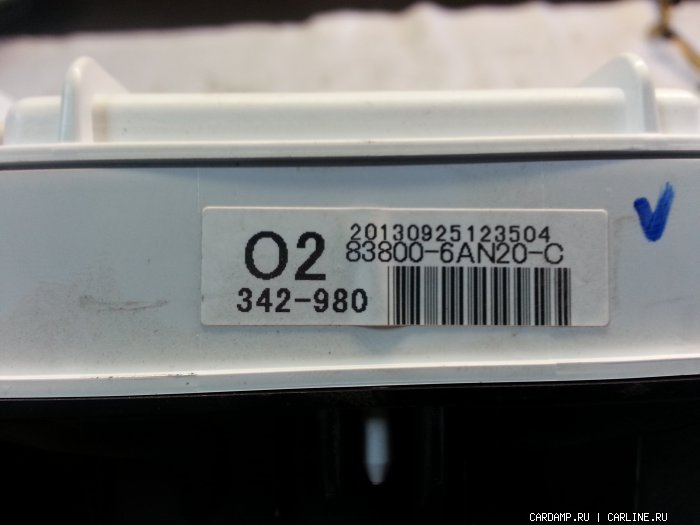 20130925123504
O2 83800-6AN20-C
342-980
CARDAMP.RU | CARLINE.RU